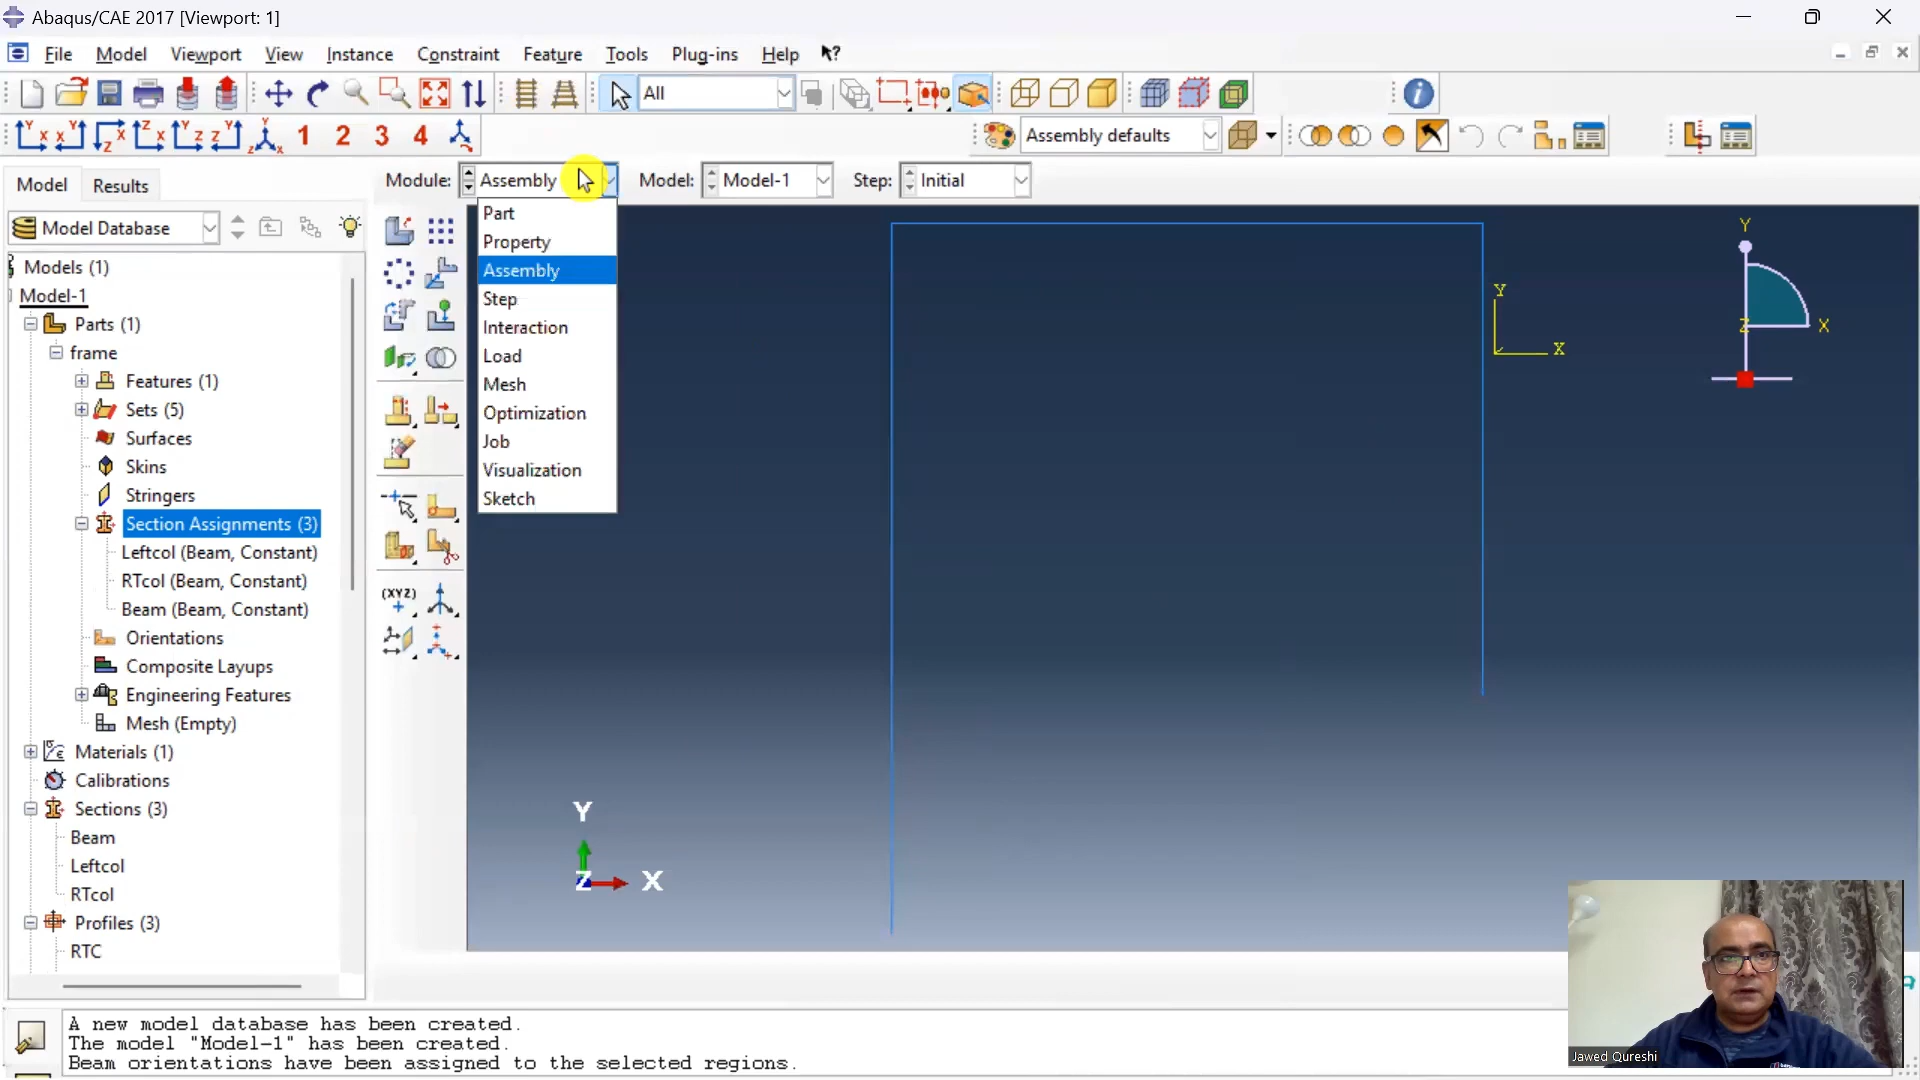 Abaqus/CAE 2017 [Viewport: 1]
File Model Viewport View Instance Constraint Feature Tools Plug-ins Help
All
1 2 3 4
Assembly defaults
Model Results
Module: Assembly Model: Model-1 Step: Initial
Model Database
Models (1)
Model-1
Parts (1)
frame
Features (1)
Sets (5)
Surfaces
Skins
Stringers
Section Assignments (3)
Leftcol (Beam, Constant)
RTcol (Beam, Constant)
Beam (Beam, Constant)
Orientations
Composite Layups
Engineering Features
Mesh (Empty)
Materials (1)
Calibrations
Sections (3)
Beam
Leftcol
RTcol
Profiles (3)
RTC
Part
Property
Assembly
Step
Interaction
Load
Mesh
Optimization
Job
Visualization
Sketch
(XYZ)
Y
X
Y
Z X
Y
Z X
A new model database has been created.
The model "Model-1" has been created.
Beam orientations have been assigned to the selected regions.
Jawed Qureshi